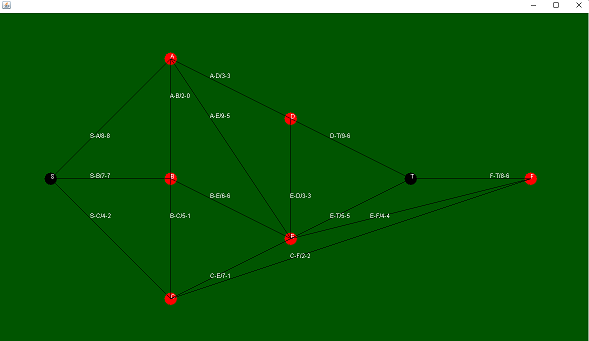 A
A-D/3-3
A-B/3-0
A-E/9-5
D
S-A/8-8
D-T/9-6
S
S-B/7-7
B
T
F-T/8-6
F
B-E/6-6
E-D/3-3
S-C/4-2
B-C/5-1
E-T/5-5
E-F/4-4
E
C-F/2-2
C-E/7-1
C